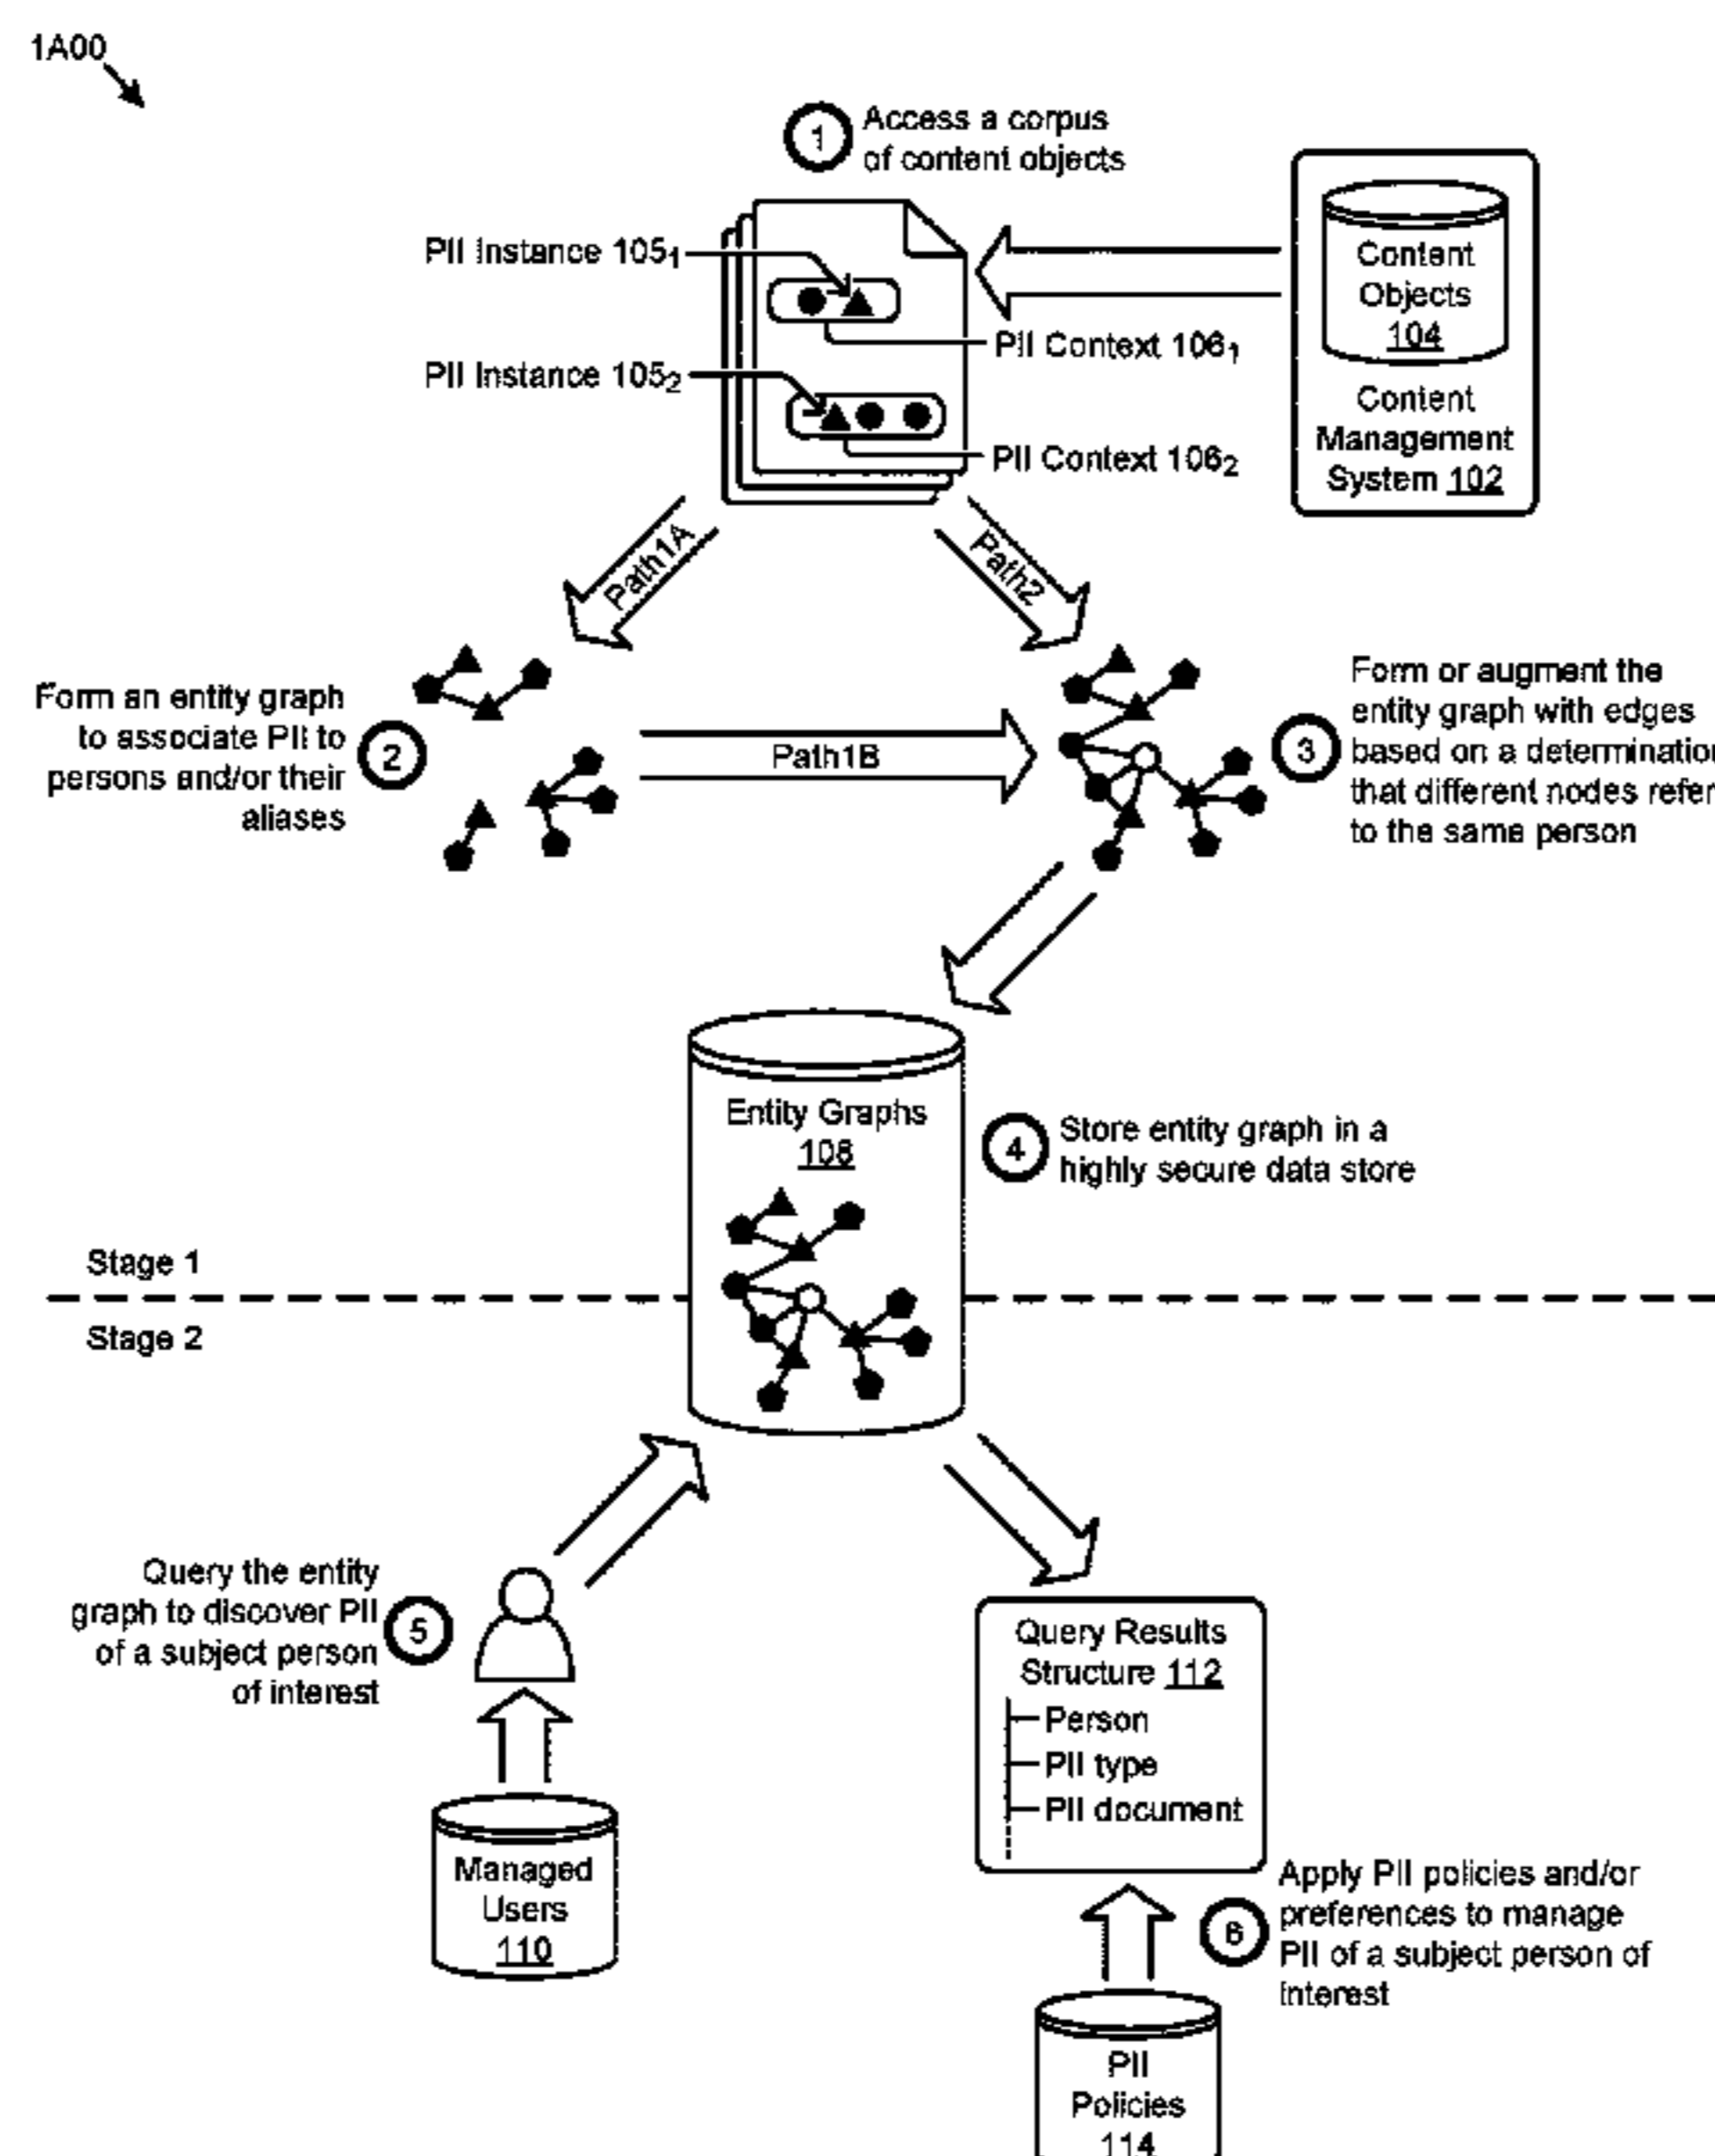 1A00
1
Access a corpus
of content objects
PII Instance 105₁
PII Context 106₁
PII Instance 105₂
PII Context 106₂
Content
Objects
104
Content
Management
System 102
Path1A
Path2
Form an entity graph
to associate PII to
persons and/or their
aliases
2
Path1B
3
Form or augment the
entity graph with edges
based on a determination
that different nodes refer
to the same person
Entity Graphs
108
4
Store entity graph in a
highly secure data store
Stage 1
Stage 2
Query the entity
graph to discover PII
of a subject person
of interest
5
Managed
Users
110
Query Results
Structure 112
Person
PII type
PII document
6
Apply PII policies and/or
preferences to manage
PII of a subject person of
interest
PII
Policies
114